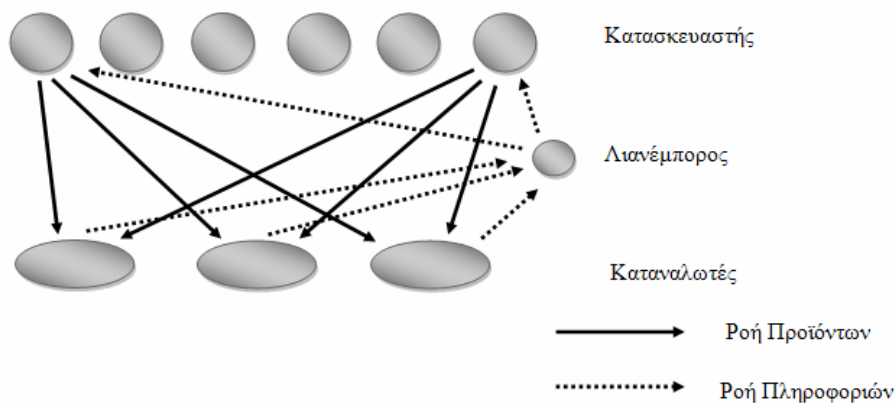 Κατασκευαστής
Λιανέμπορος
Καταναλωτές
Ροή Προϊόντων
Ροή Πληροφοριών